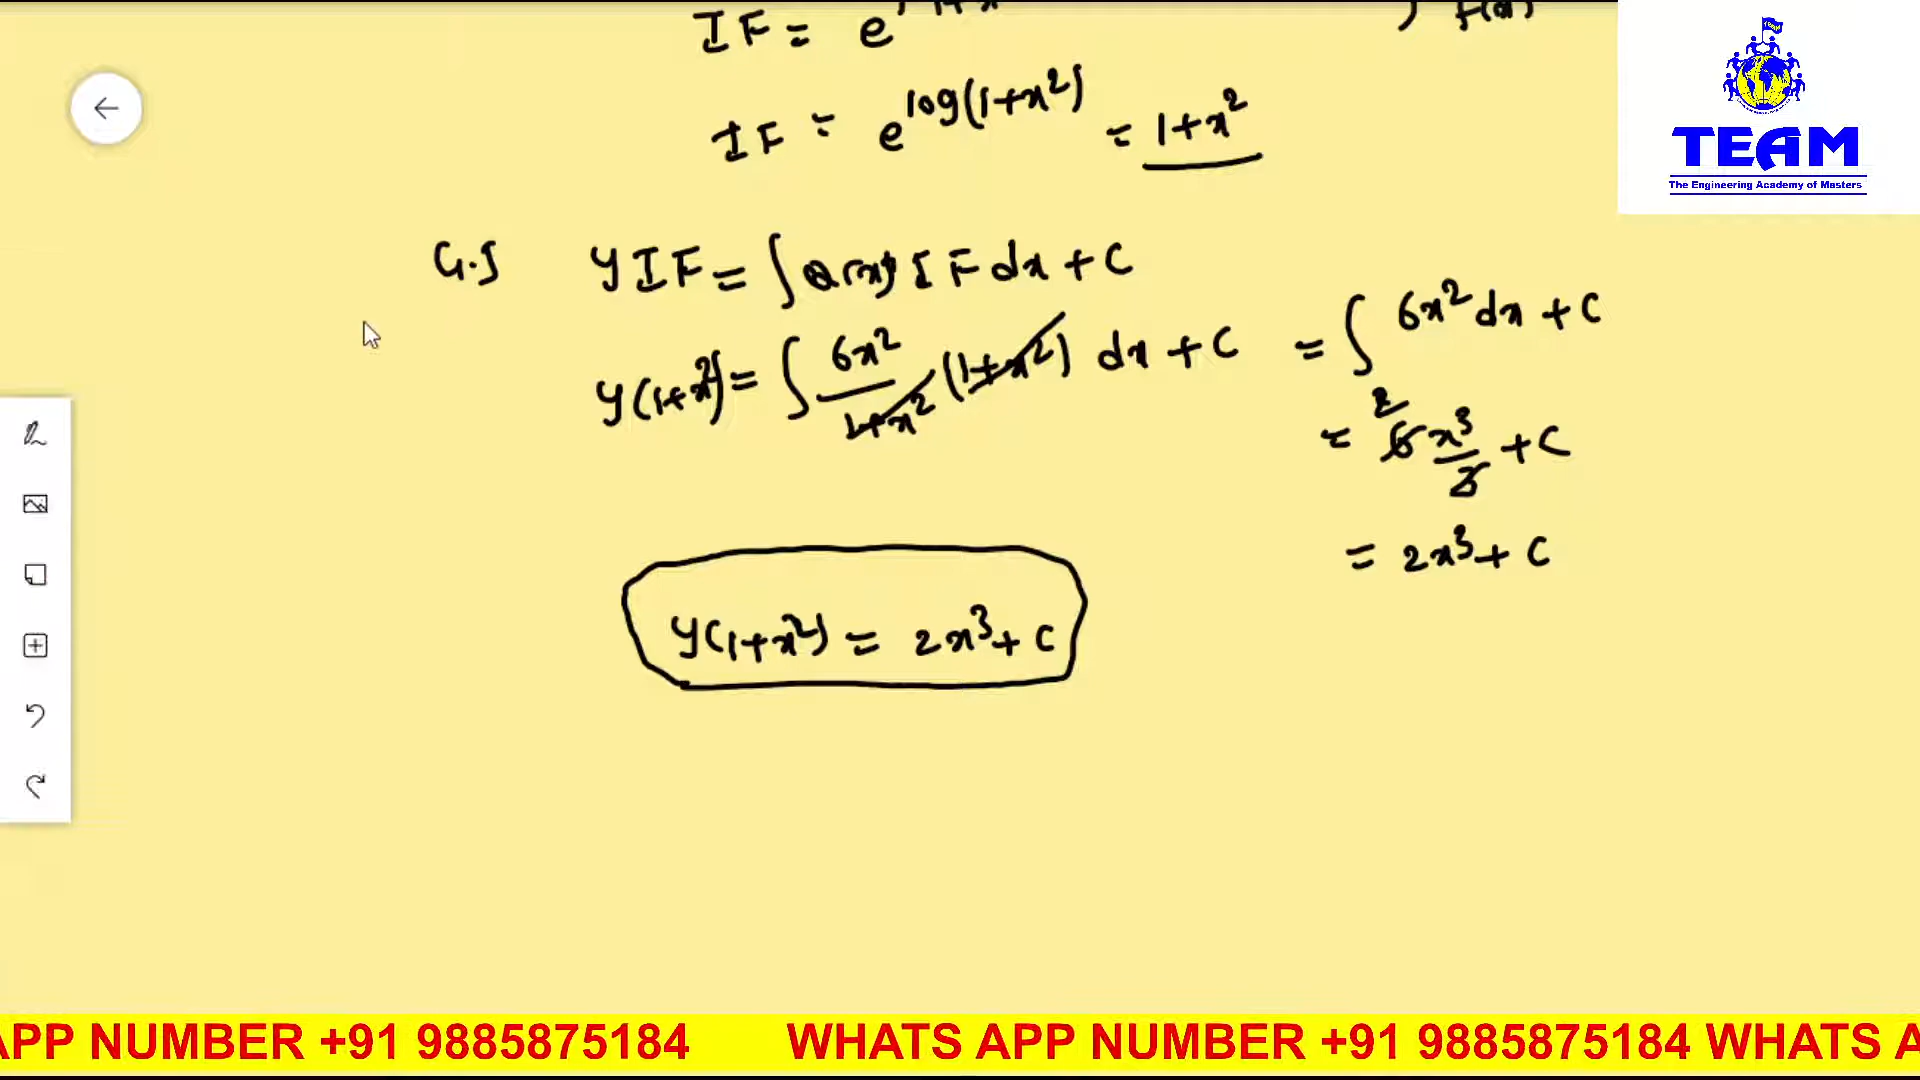 IF = e
IF = e^log(1+x²) = 1+x²
G.S y IF = ∫ Q(x) IF dx + C
y(1+x²) = ∫ 6x²/1+x² (1+x²) dx + C = ∫ 6x² dx + C
= 2 6 x³/3 + C
= 2x³ + C
y(1+x²) = 2x³ + C
TEAM
The Engineering Academy of Masters
APP NUMBER +91 9885875184 WHATS APP NUMBER +91 9885875184 WHATS A